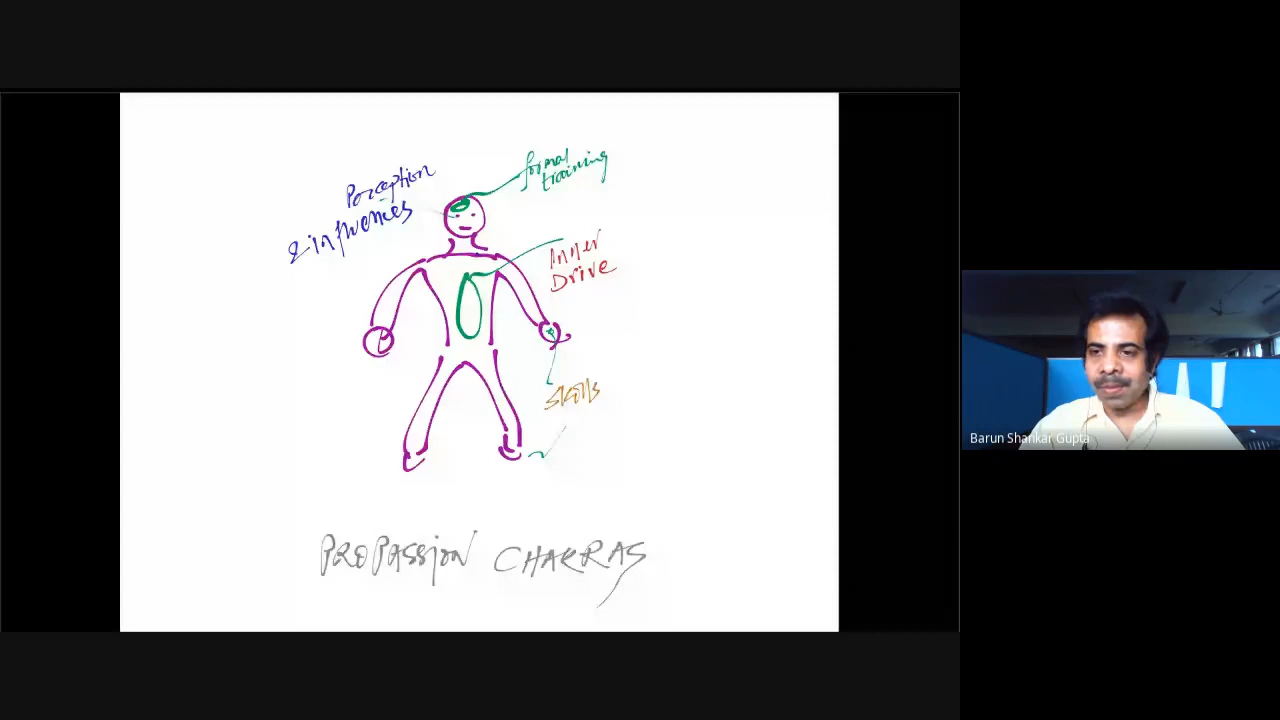 formal
training
Perception
& influences
Inner
Drive
skills
PROPASSION CHAKRAS
Barun Shankar Gupta